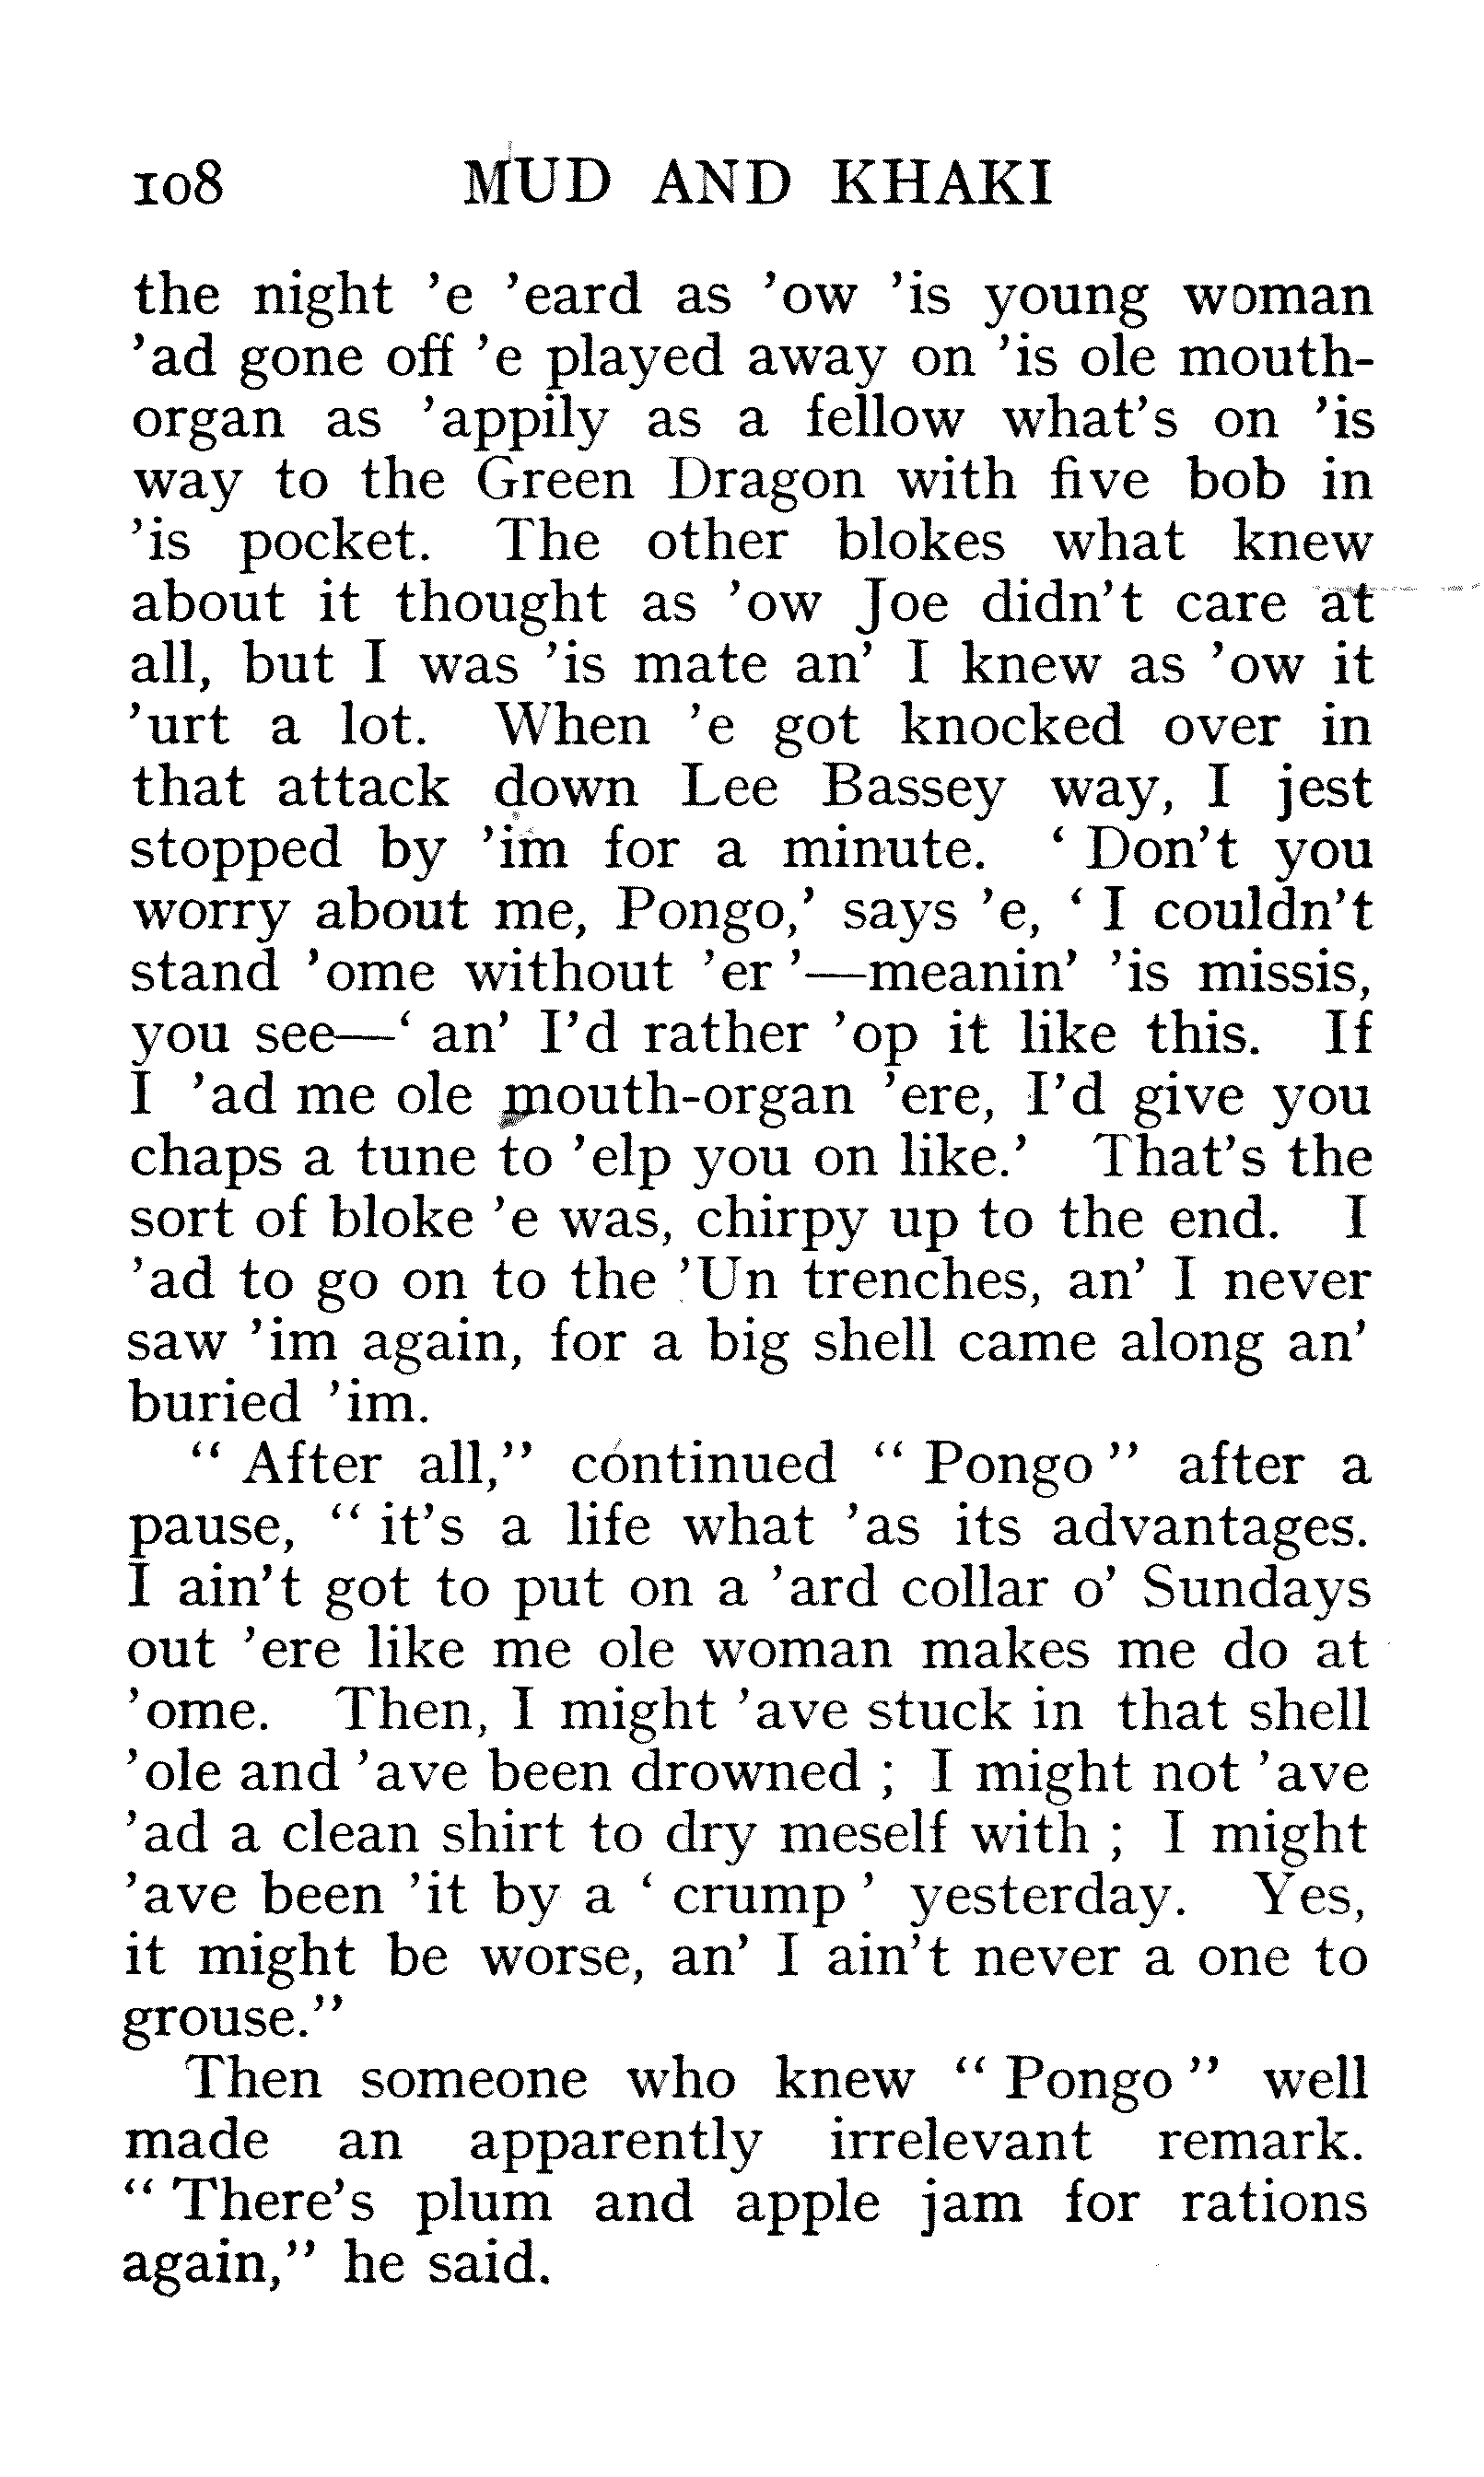 108 MUD AND KHAKI
the night 'e 'eard as 'ow 'is young woman
'ad gone off 'e played away on 'is ole mouth-
organ as 'appily as a fellow what's on 'is
way to the Green Dragon with five bob in
'is pocket. The other blokes what knew
about it thought as 'ow Joe didn't care at
all, but I was 'is mate an' I knew as 'ow it
'urt a lot. When 'e got knocked over in
that attack down Lee Bassey way, I jest
stopped by 'im for a minute. ' Don't you
worry about me, Pongo,' says 'e, ' I couldn't
stand 'ome without 'er '—meanin' 'is missis,
you see—' an' I'd rather 'op it like this. If
I 'ad me ole mouth-organ 'ere, I'd give you
chaps a tune to 'elp you on like.' That's the
sort of bloke 'e was, chirpy up to the end. I
'ad to go on to the 'Un trenches, an' I never
saw 'im again, for a big shell came along an'
buried 'im.
" After all," continued " Pongo " after a
pause, " it's a life what 'as its advantages.
I ain't got to put on a 'ard collar o' Sundays
out 'ere like me ole woman makes me do at
'ome. Then, I might 'ave stuck in that shell
'ole and 'ave been drowned ; I might not 'ave
'ad a clean shirt to dry meself with ; I might
'ave been 'it by a ' crump ' yesterday. Yes,
it might be worse, an' I ain't never a one to
grouse."
Then someone who knew " Pongo " well
made an apparently irrelevant remark.
" There's plum and apple jam for rations
again," he said.